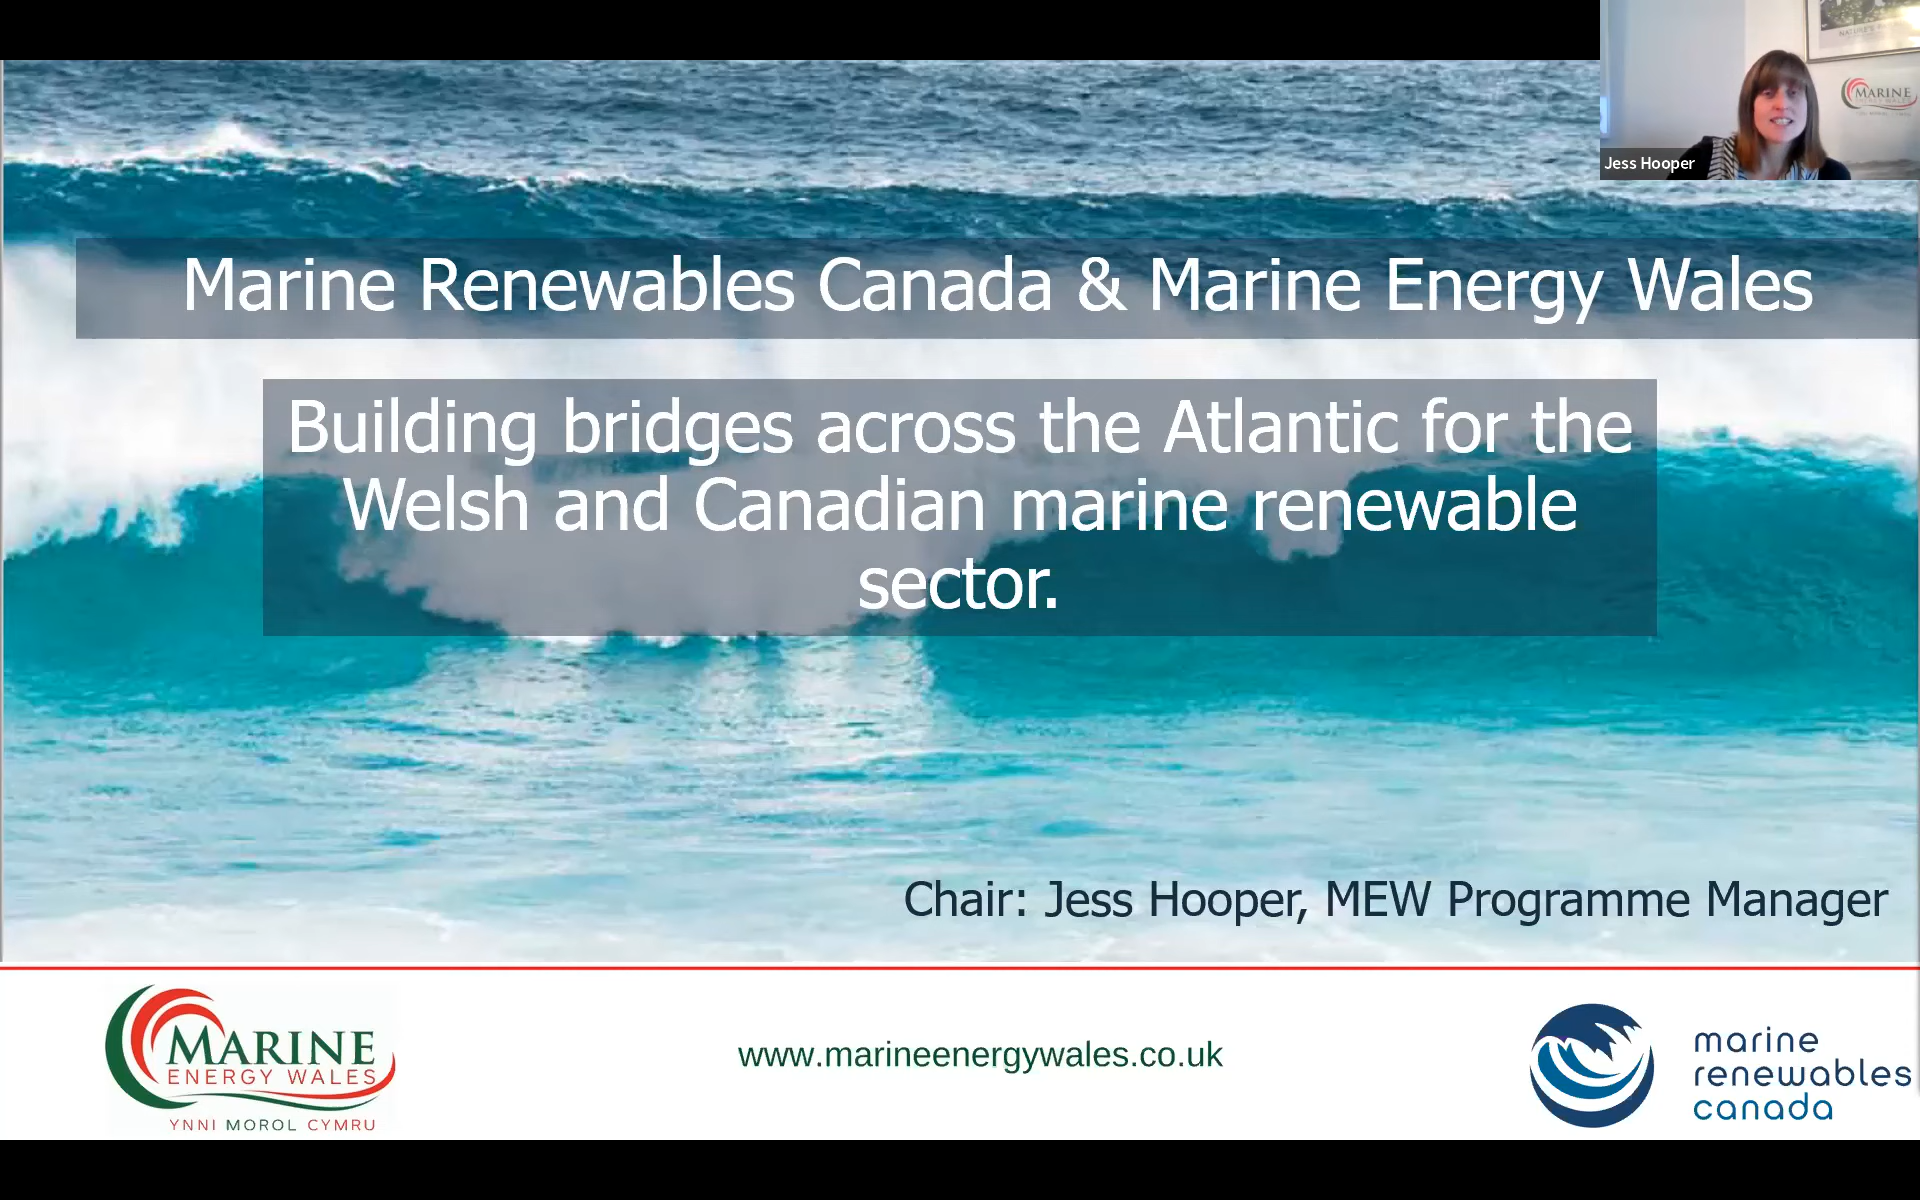 MARINE
Jess Hooper
Marine Renewables Canada & Marine Energy Wales
Building bridges across the Atlantic for the
Welsh and Canadian marine renewable
sector.
Chair: Jess Hooper, MEW Programme Manager
MARINE
ENERGY WALES
YNNI MOROL CYMRU
www.marineenergywales.co.uk
marine
renewables
canada